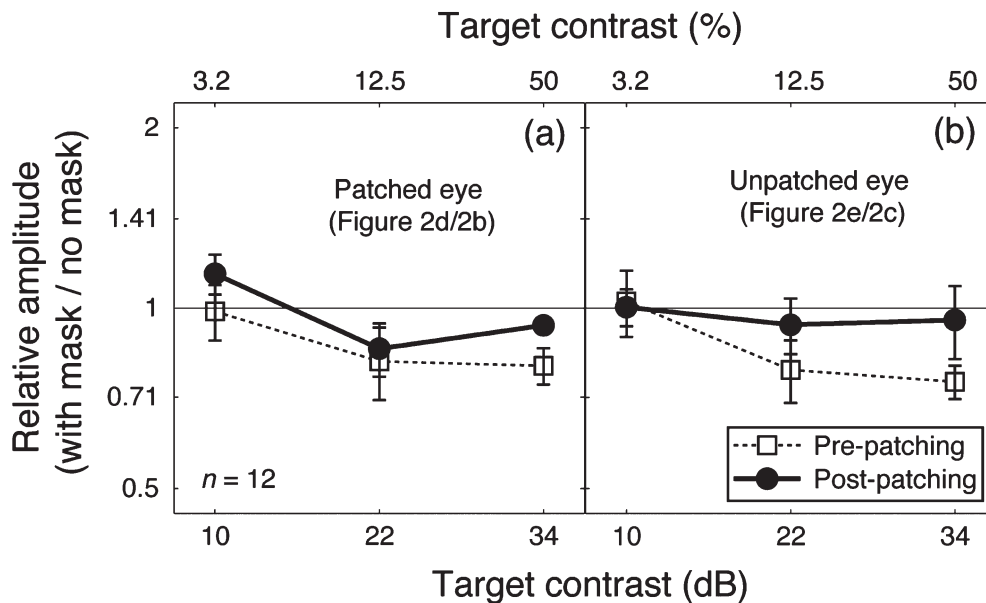 Target contrast (%)
3.2 12.5 50 3.2 12.5 50
(a) (b)
Relative amplitude
(with mask / no mask)
2
1.41
1
0.71
0.5
Patched eye
(Figure 2d/2b)
Unpatched eye
(Figure 2e/2c)
Pre-patching
Post-patching
n = 12
10 22 34 10 22 34
Target contrast (dB)